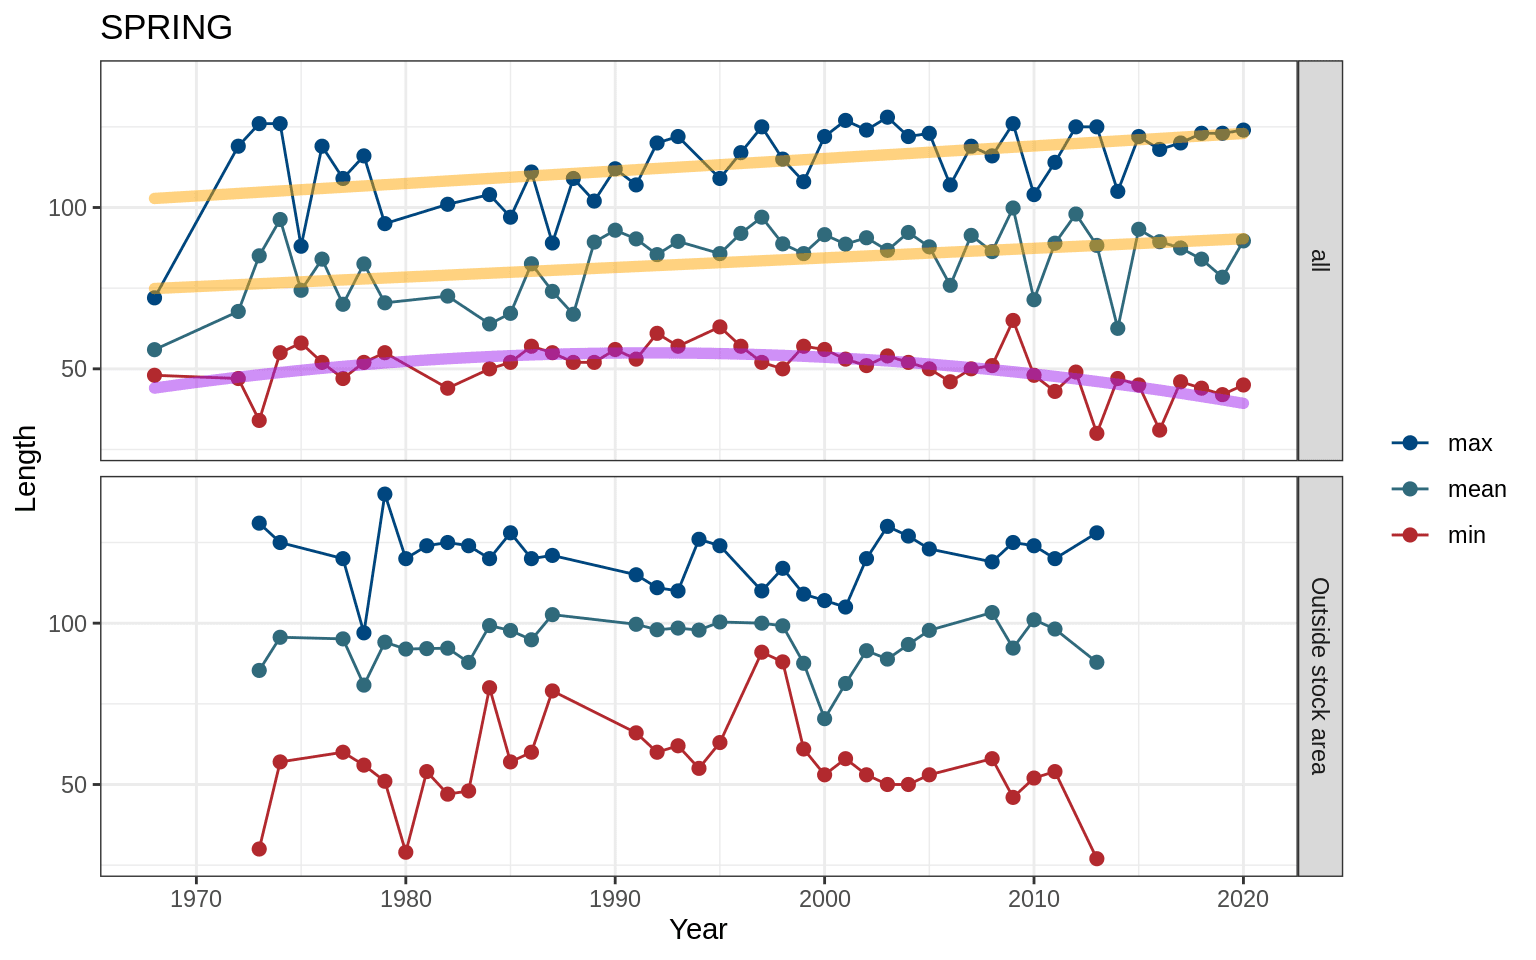 SPRING
100
50
all
Length
100
50
Outside stock area
1970
1980
1990
2000
2010
2020
Year
max
mean
min